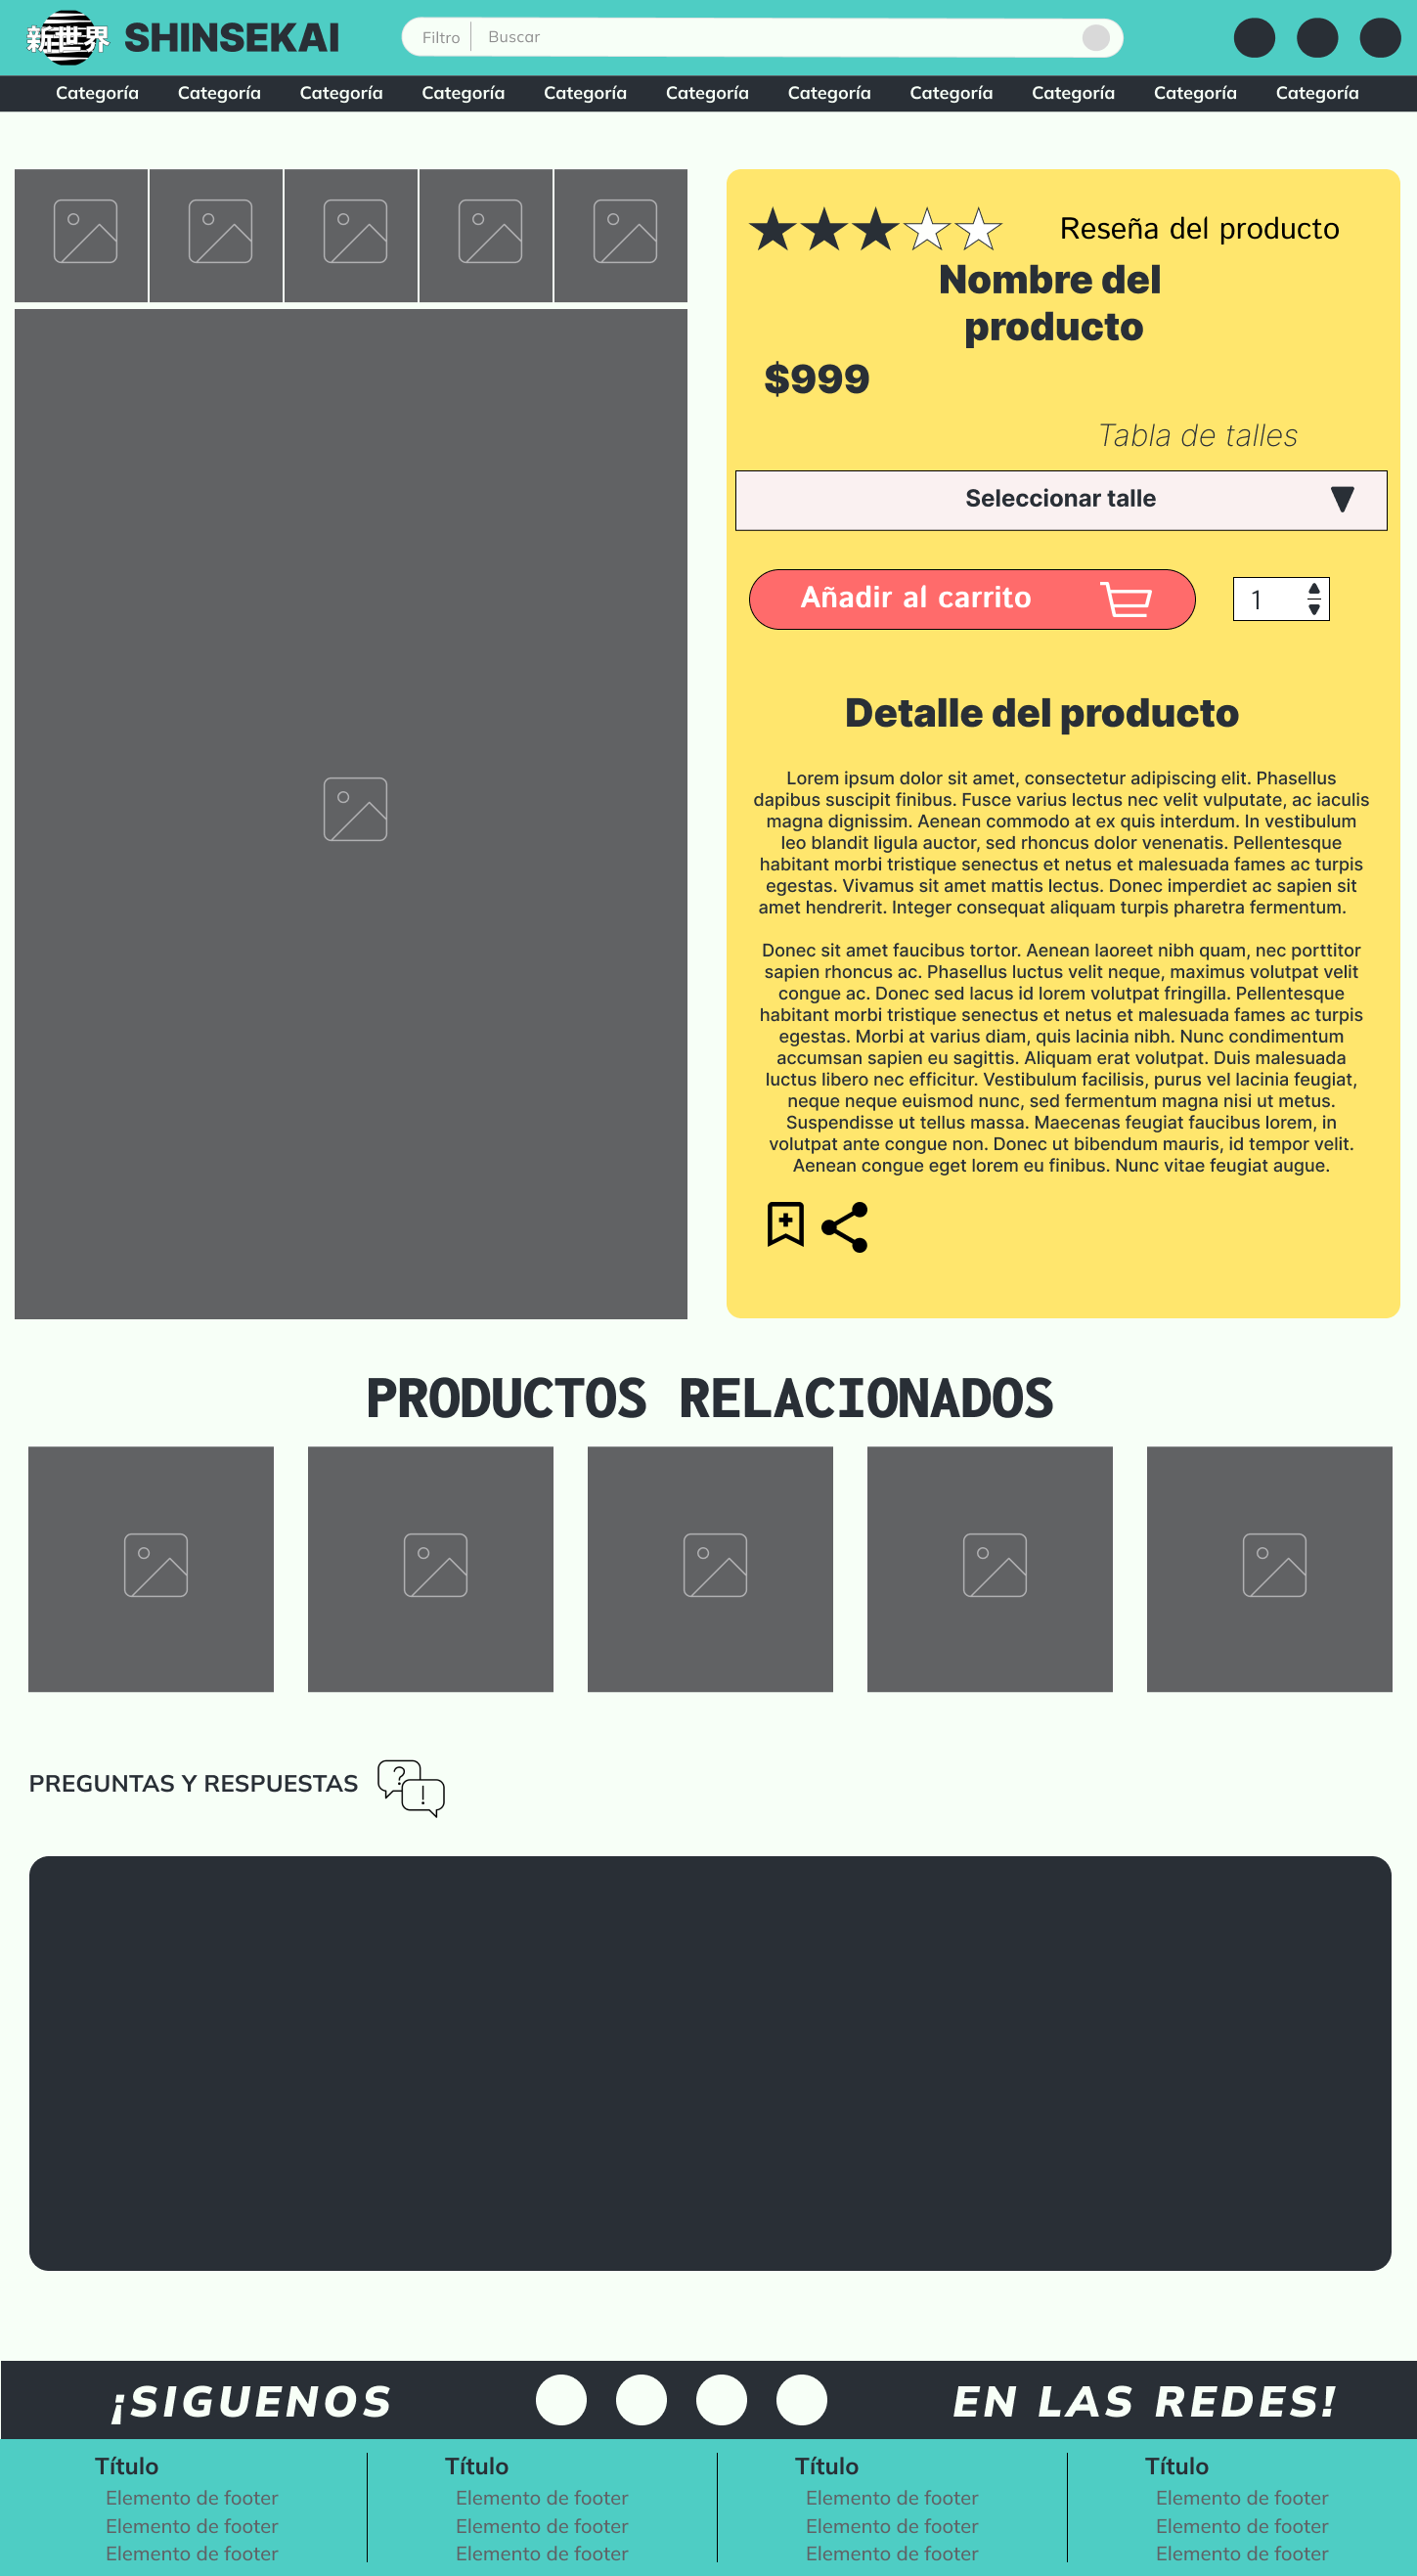 新世界 SHINSEKAI
Filtro Buscar
Categoría Categoría Categoría Categoría Categoría Categoría Categoría Categoría Categoría Categoría Categoría
Reseña del producto
Nombre del
producto
$999
Tabla de talles
Seleccionar talle
Añadir al carrito 1
Detalle del producto
Lorem ipsum dolor sit amet, consectetur adipiscing elit. Phasellus
dapibus suscipit finibus. Fusce varius lectus nec velit vulputate, ac iaculis
magna dignissim. Aenean commodo at ex quis interdum. In vestibulum
leo blandit ligula auctor, sed rhoncus dolor venenatis. Pellentesque
habitant morbi tristique senectus et netus et malesuada fames ac turpis
egestas. Vivamus sit amet mattis lectus. Donec imperdiet ac sapien sit
amet hendrerit. Integer consequat aliquam turpis pharetra fermentum.
Donec sit amet faucibus tortor. Aenean laoreet nibh quam, nec porttitor
sapien rhoncus ac. Phasellus luctus velit neque, maximus volutpat velit
congue ac. Donec sed lacus id lorem volutpat fringilla. Pellentesque
habitant morbi tristique senectus et netus et malesuada fames ac turpis
egestas. Morbi at varius diam, quis lacinia nibh. Nunc condimentum
accumsan sapien eu sagittis. Aliquam erat volutpat. Duis malesuada
luctus libero nec efficitur. Vestibulum facilisis, purus vel lacinia feugiat,
neque neque euismod nunc, sed fermentum magna nisi ut metus.
Suspendisse ut tellus massa. Maecenas feugiat faucibus lorem, in
volutpat ante congue non. Donec ut bibendum mauris, id tempor velit.
Aenean congue eget lorem eu finibus. Nunc vitae feugiat augue.
PRODUCTOS RELACIONADOS
PREGUNTAS Y RESPUESTAS ? !
¡SIGUENOS EN LAS REDES!
Título Título Título Título
Elemento de footer Elemento de footer Elemento de footer Elemento de footer
Elemento de footer Elemento de footer Elemento de footer Elemento de footer
Elemento de footer Elemento de footer Elemento de footer Elemento de footer